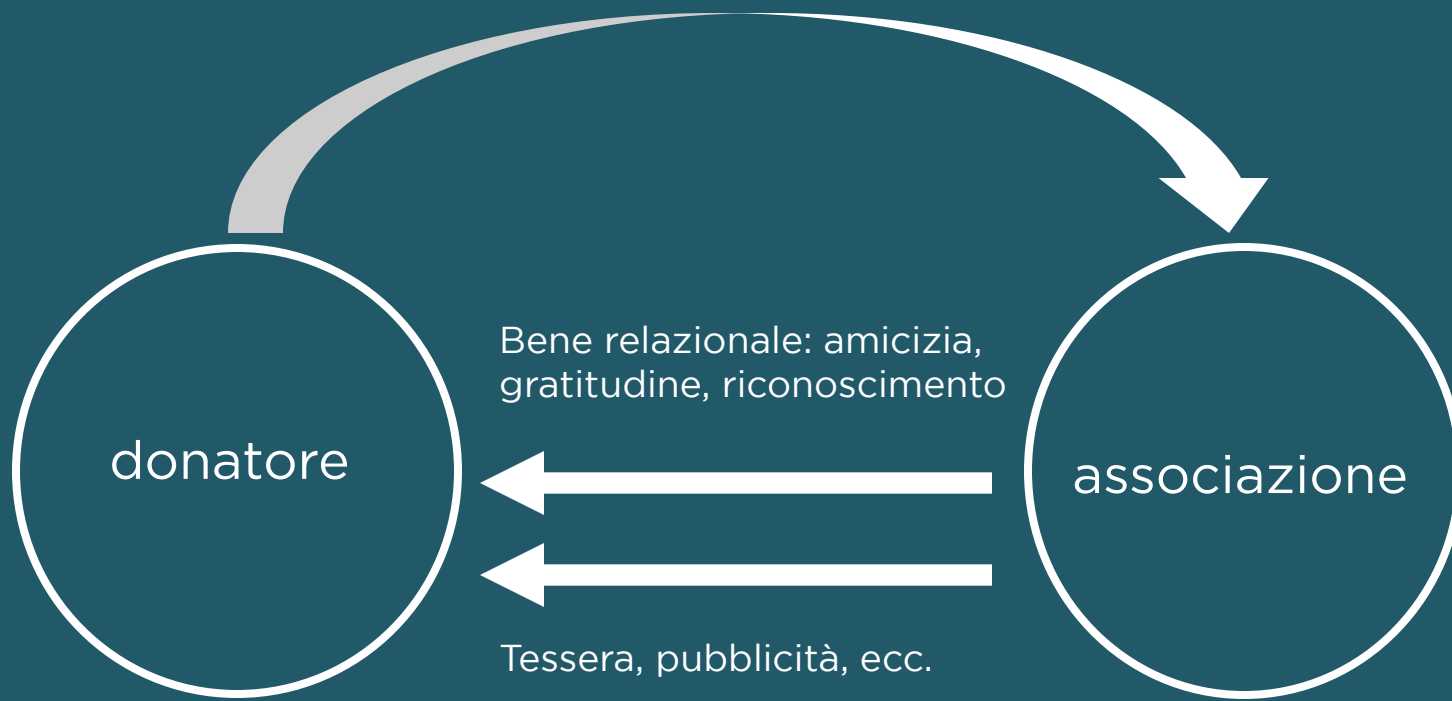 Bene relazionale: amicizia,
gratitudine, riconoscimento
donatore
associazione
Tessera, pubblicità, ecc.